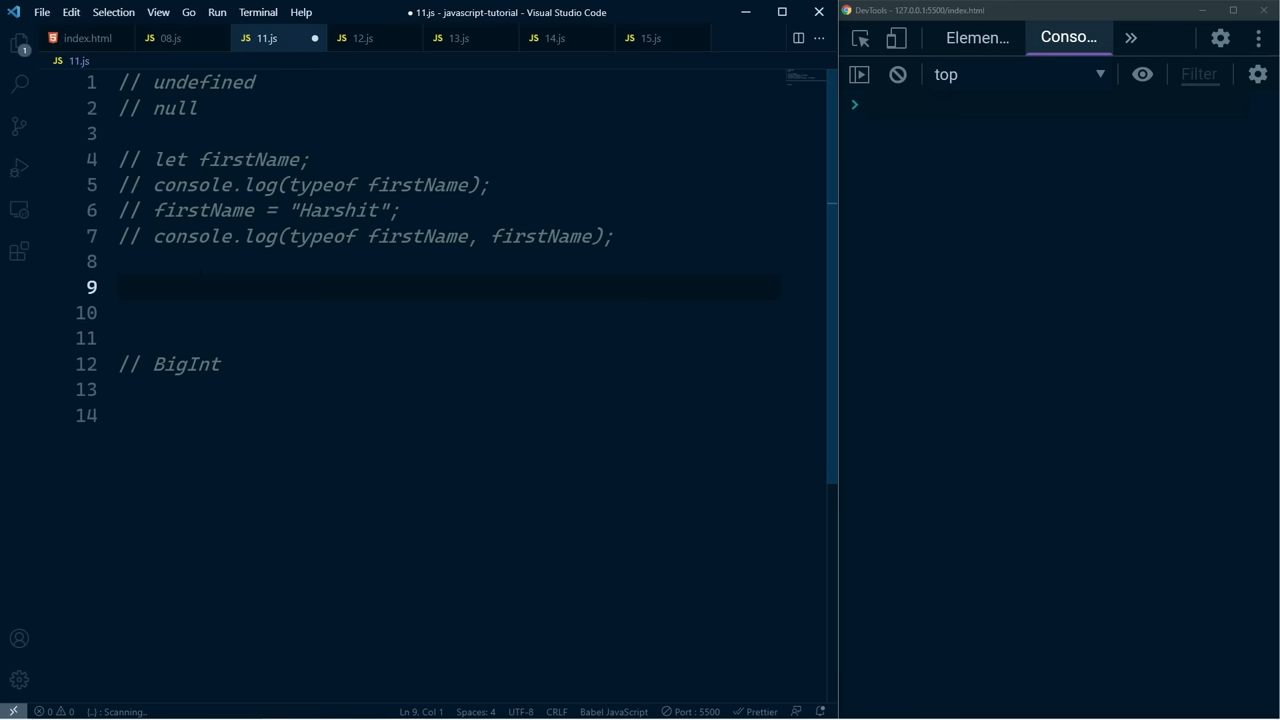 File Edit Selection View Go Run Terminal Help ● 11.js - javascript-tutorial - Visual Studio Code
index.html JS 08.js JS 11.js JS 12.js JS 13.js JS 14.js JS 15.js
JS 11.js
1 // undefined
2 // null
3
4 // let firstName;
5 // console.log(typeof firstName);
6 // firstName = "Harshit";
7 // console.log(typeof firstName, firstName);
8
9
10
11
12 // BigInt
13
14
1
0 0 {..} : Scanning.. Ln 9, Col 1 Spaces: 4 UTF-8 CRLF Babel JavaScript Port : 5500 Prettier
DevTools - 127.0.0.1:5500/index.html
Elemen... Conso... »
top Filter
>